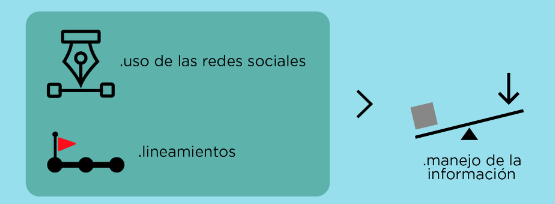 .uso de las redes sociales
.lineamientos
.manejo de la
información